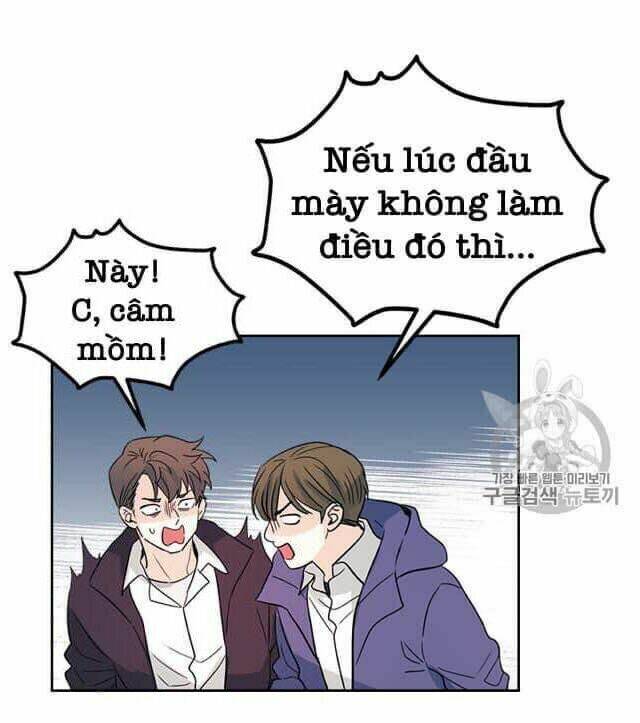 Nếu lúc đầu
mày không làm
điều đó thì...
Này!
C, câm
mồm!
가장 빠른 웹툰 미리보기
구글검색 뉴토끼